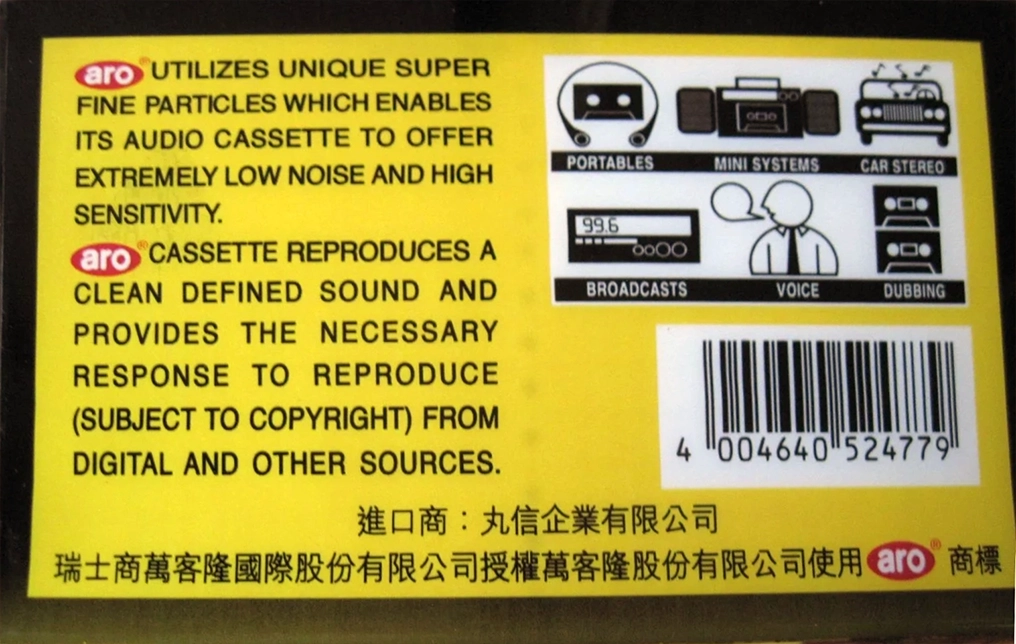 aro® UTILIZES UNIQUE SUPER
FINE PARTICLES WHICH ENABLES
ITS AUDIO CASSETTE TO OFFER
EXTREMELY LOW NOISE AND HIGH
SENSITIVITY.
aro® CASSETTE REPRODUCES A
CLEAN DEFINED SOUND AND
PROVIDES THE NECESSARY
RESPONSE TO REPRODUCE
(SUBJECT TO COPYRIGHT) FROM
DIGITAL AND OTHER SOURCES.
PORTABLES MINI SYSTEMS CAR STEREO
99.6
BROADCASTS VOICE DUBBING
4 004640 524779
進口商：丸信企業有限公司
瑞士商萬客隆國際股份有限公司授權萬客隆股份有限公司使用 aro® 商標